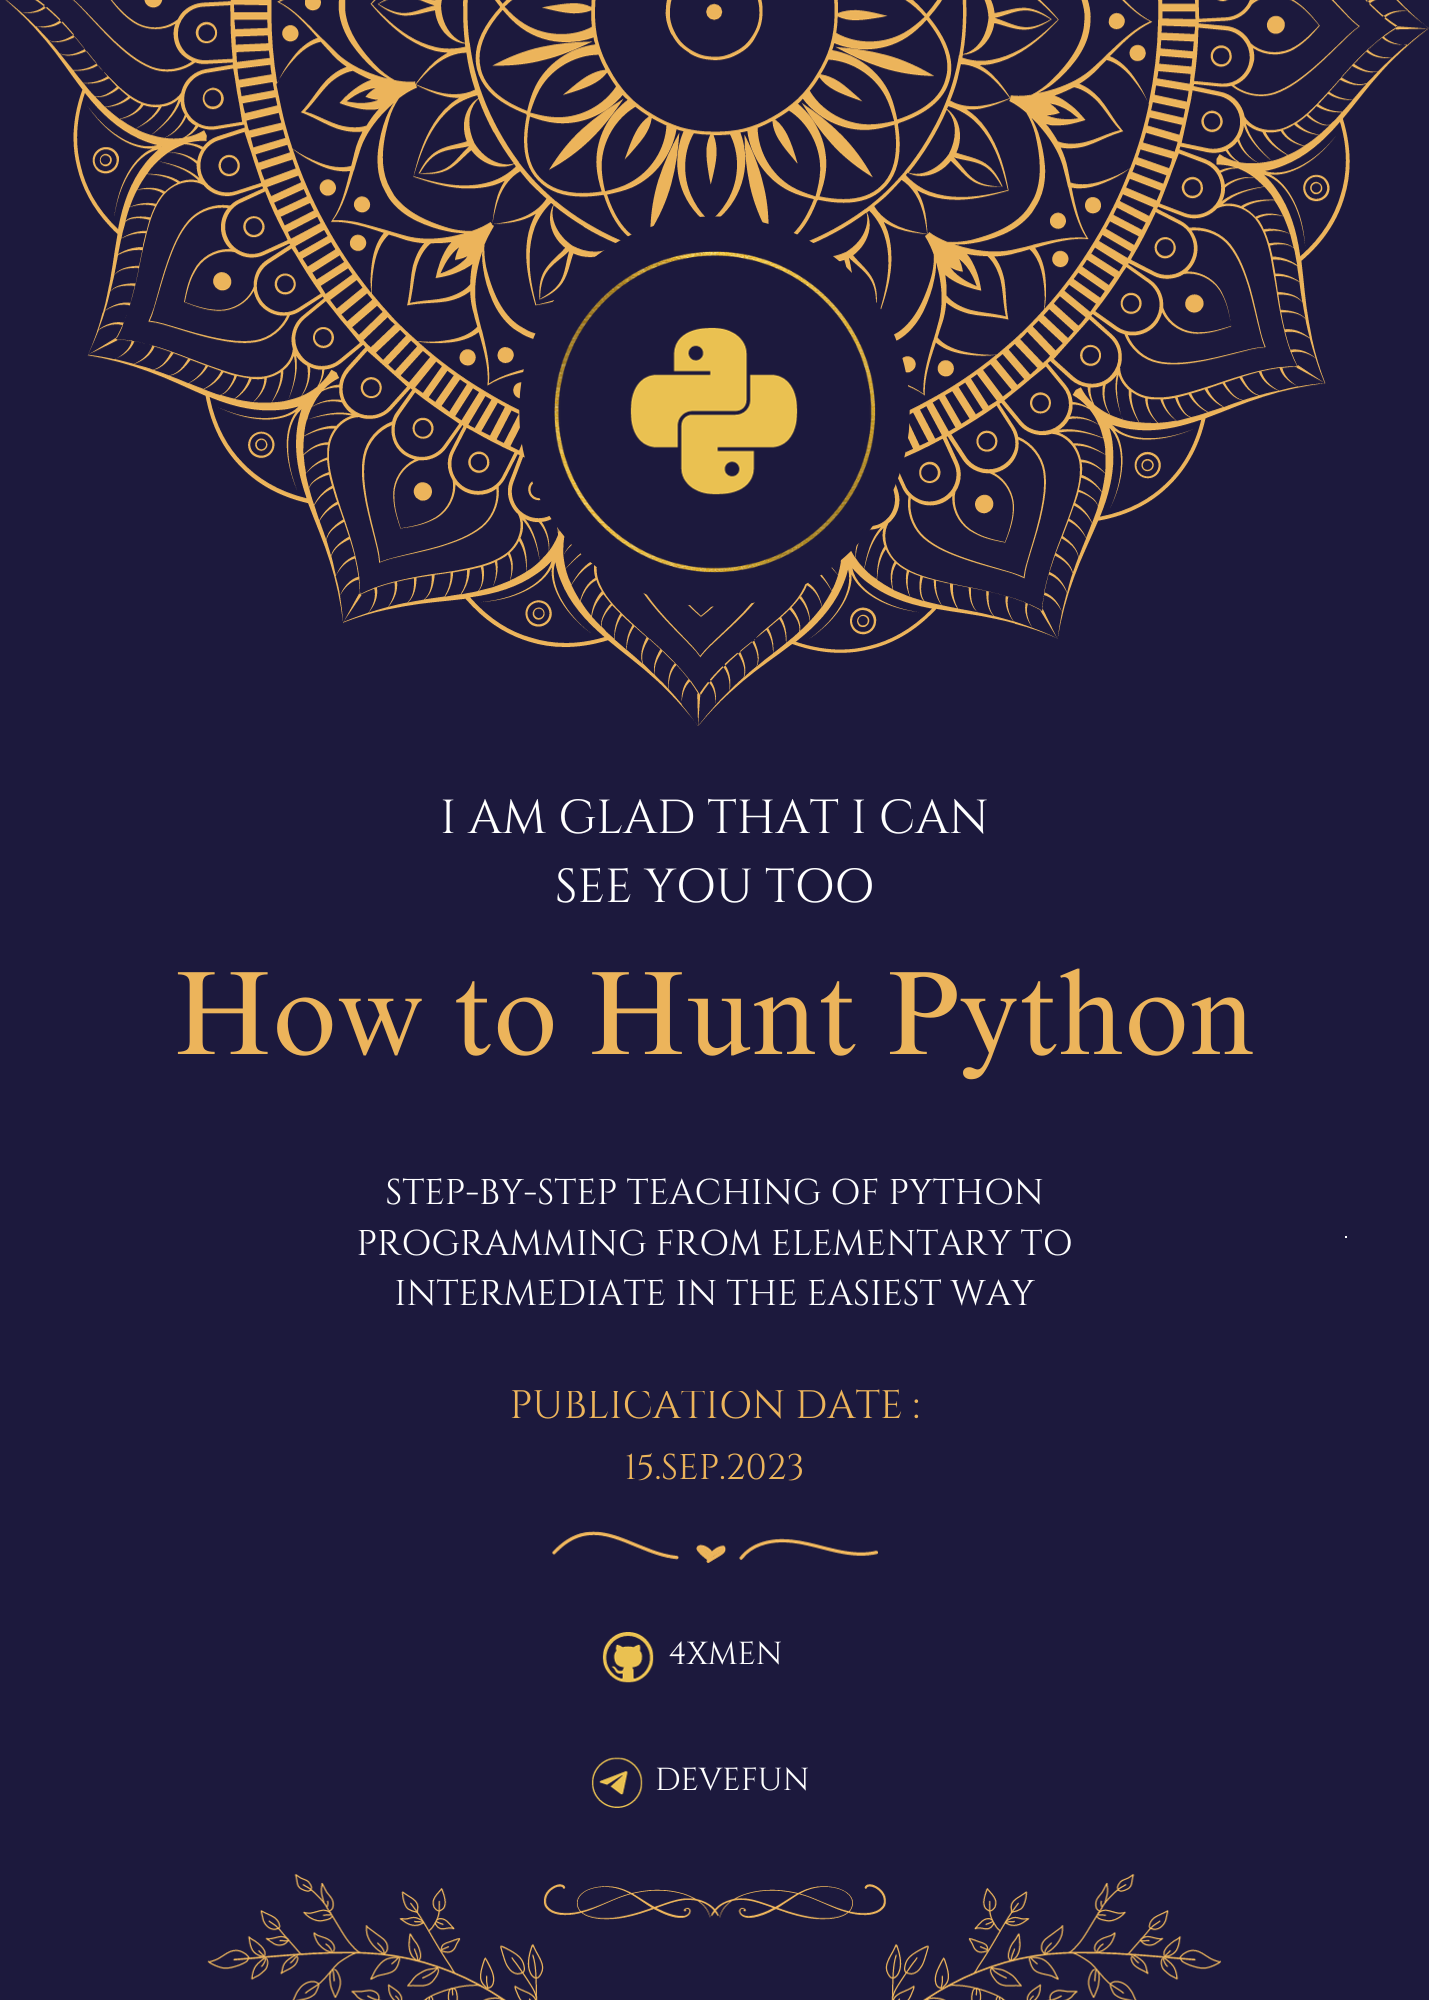 I AM GLAD THAT I CAN
SEE YOU TOO
How to Hunt Python
STEP-BY-STEP TEACHING OF PYTHON
PROGRAMMING FROM ELEMENTARY TO
INTERMEDIATE IN THE EASIEST WAY
PUBLICATION DATE :
15.SEP.2023
4XMEN
DEVEFUN